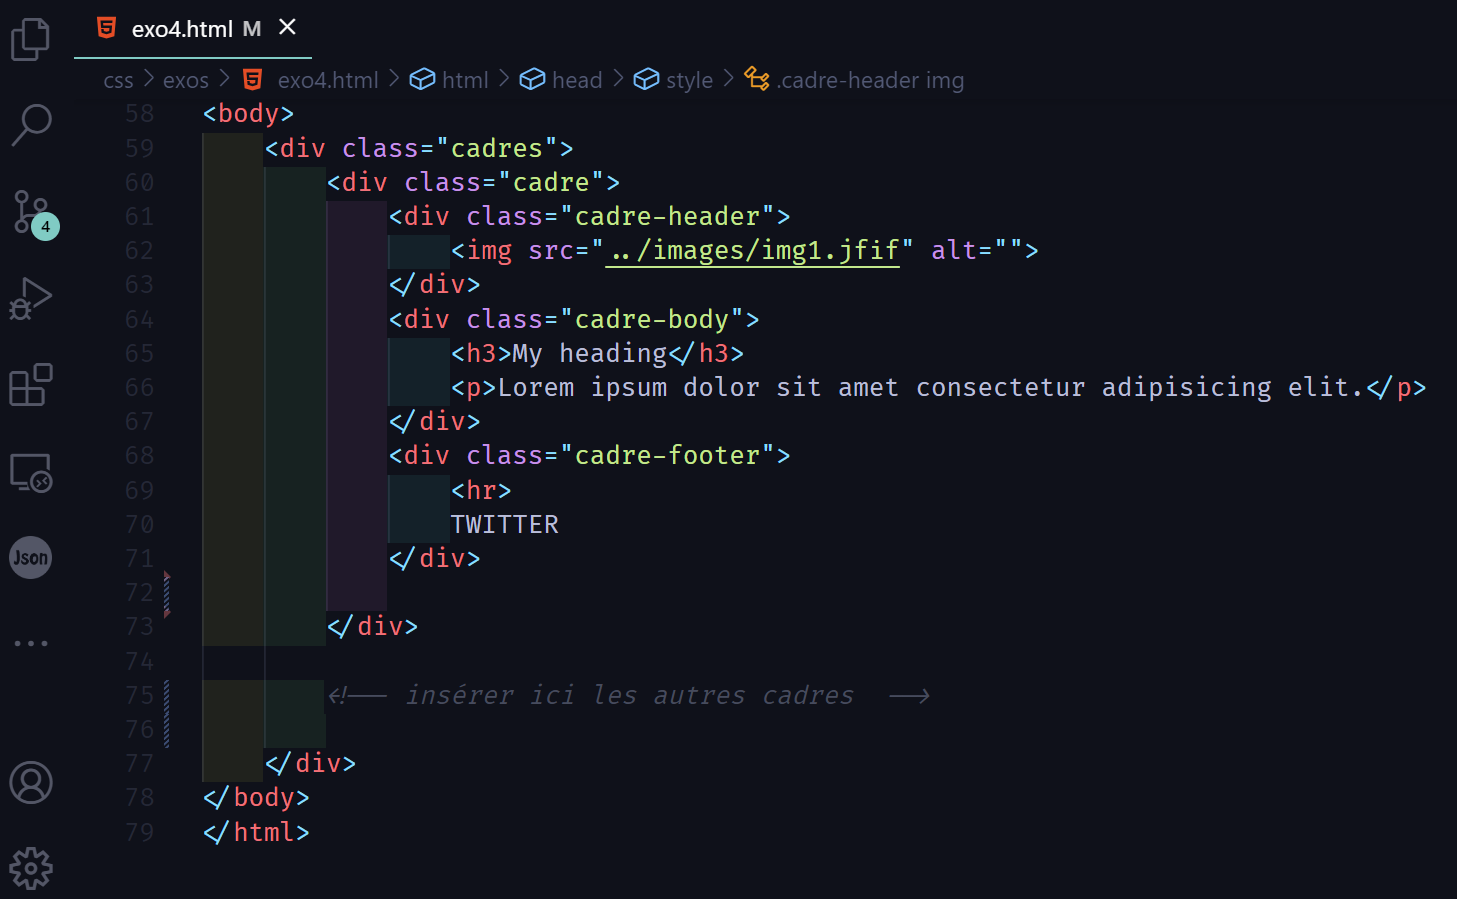 exo4.html M
css > exos > exo4.html > html > head > style > .cadre-header img
58 <body>
59 <div class="cadres">
60 <div class="cadre">
61 <div class="cadre-header">
62 <img src="../images/img1.jfif" alt="">
63 </div>
64 <div class="cadre-body">
65 <h3>My heading</h3>
66 <p>Lorem ipsum dolor sit amet consectetur adipisicing elit.</p>
67 </div>
68 <div class="cadre-footer">
69 <hr>
70 TWITTER
71 </div>
72
73 </div>
74
75 <!-- insérer ici les autres cadres -->
76
77 </div>
78 </body>
79 </html>
4
Json